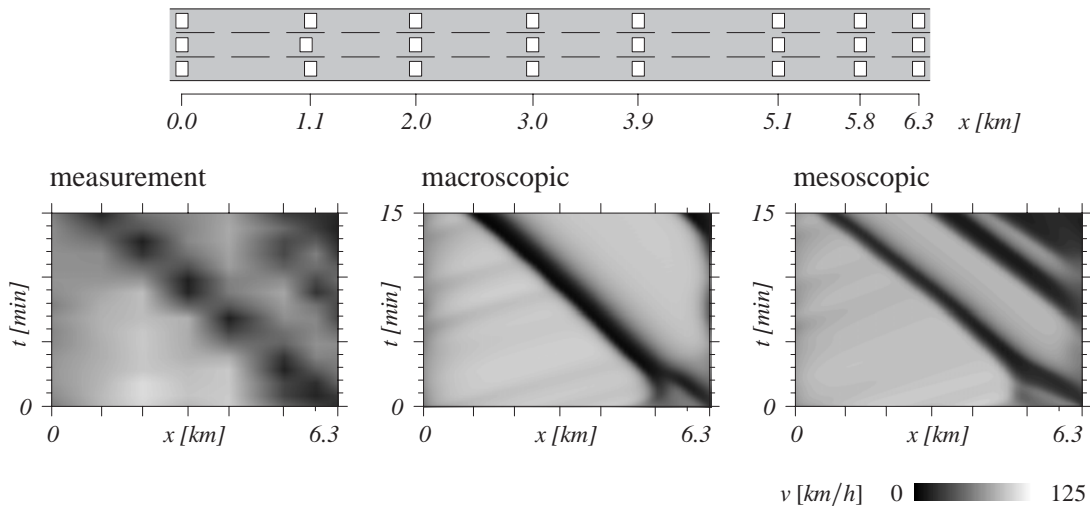 0.0 1.1 2.0 3.0 3.9 5.1 5.8 6.3 x [km]
measurement macroscopic mesoscopic
15 15
t [min] t [min] t [min]
0 0 0
0 x [km] 6.3 0 x [km] 6.3 0 x [km] 6.3
v [km/h] 0 125